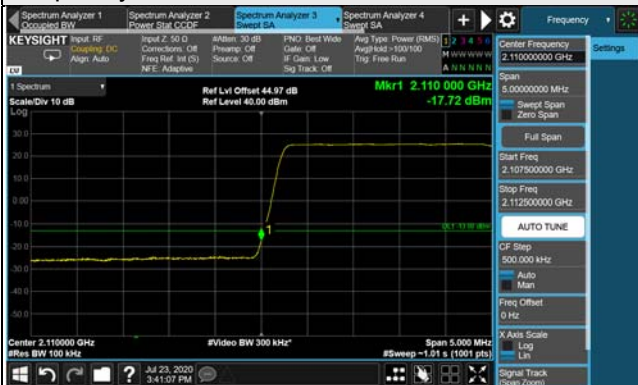 Spectrum Analyzer 1
Occupied BW
Spectrum Analyzer 2
Power Stat CCDF
Spectrum Analyzer 3
Swept SA
Spectrum Analyzer 4
Swept SA
Frequency
KEYSIGHT
Input: RF
Coupling: DC
Align: Auto
Input Z: 50 Ω
Corrections: Off
Freq Ref: Int (S)
NFE: Adaptive
#Atten: 30 dB
Preamp: Off
Source: Off
PNO: Best Wide
Gate: Off
IF Gain: Low
Sig Track: Off
Avg Type: Power (RMS)
Avg|Hold: >100/100
Trig: Free Run
1 2 3 4 5 6
M W W W W W
A N N N N N
Center Frequency
2.110000000 GHz
Settings
Span
5.00000000 MHz
Swept Span
Zero Span
Full Span
Start Freq
2.107500000 GHz
Stop Freq
2.112500000 GHz
AUTO TUNE
CF Step
500.000 kHz
Auto
Man
Freq Offset
0 Hz
X Axis Scale
Log
Lin
Signal Track
(Span Zoom)
1 Spectrum
Scale/Div 10 dB
Log
Ref Lvl Offset 44.97 dB
Ref Level 40.00 dBm
Mkr1 2.110 000 GHz
-17.72 dBm
30.0
20.0
10.0
0.00
-10.0
-20.0
-30.0
-40.0
-50.0
1
Center 2.110000 GHz
#Res BW 100 kHz
#Video BW 300 kHz*
Span 5.000 MHz
#Sweep ~1.01 s (1001 pts)
Jul 23, 2020
3:41:07 PM